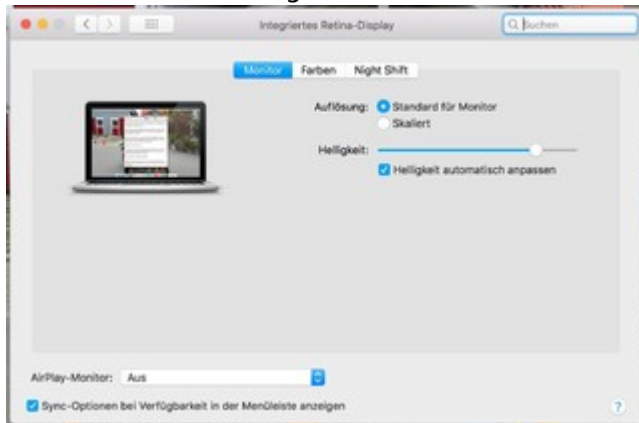 Integriertes Retina-Display
Suchen
Monitor Farben Night Shift
Auflösung: Standard für Monitor
Skaliert
Helligkeit:
Helligkeit automatisch anpassen
AirPlay-Monitor: Aus
Sync-Optionen bei Verfügbarkeit in der Menüleiste anzeigen
?